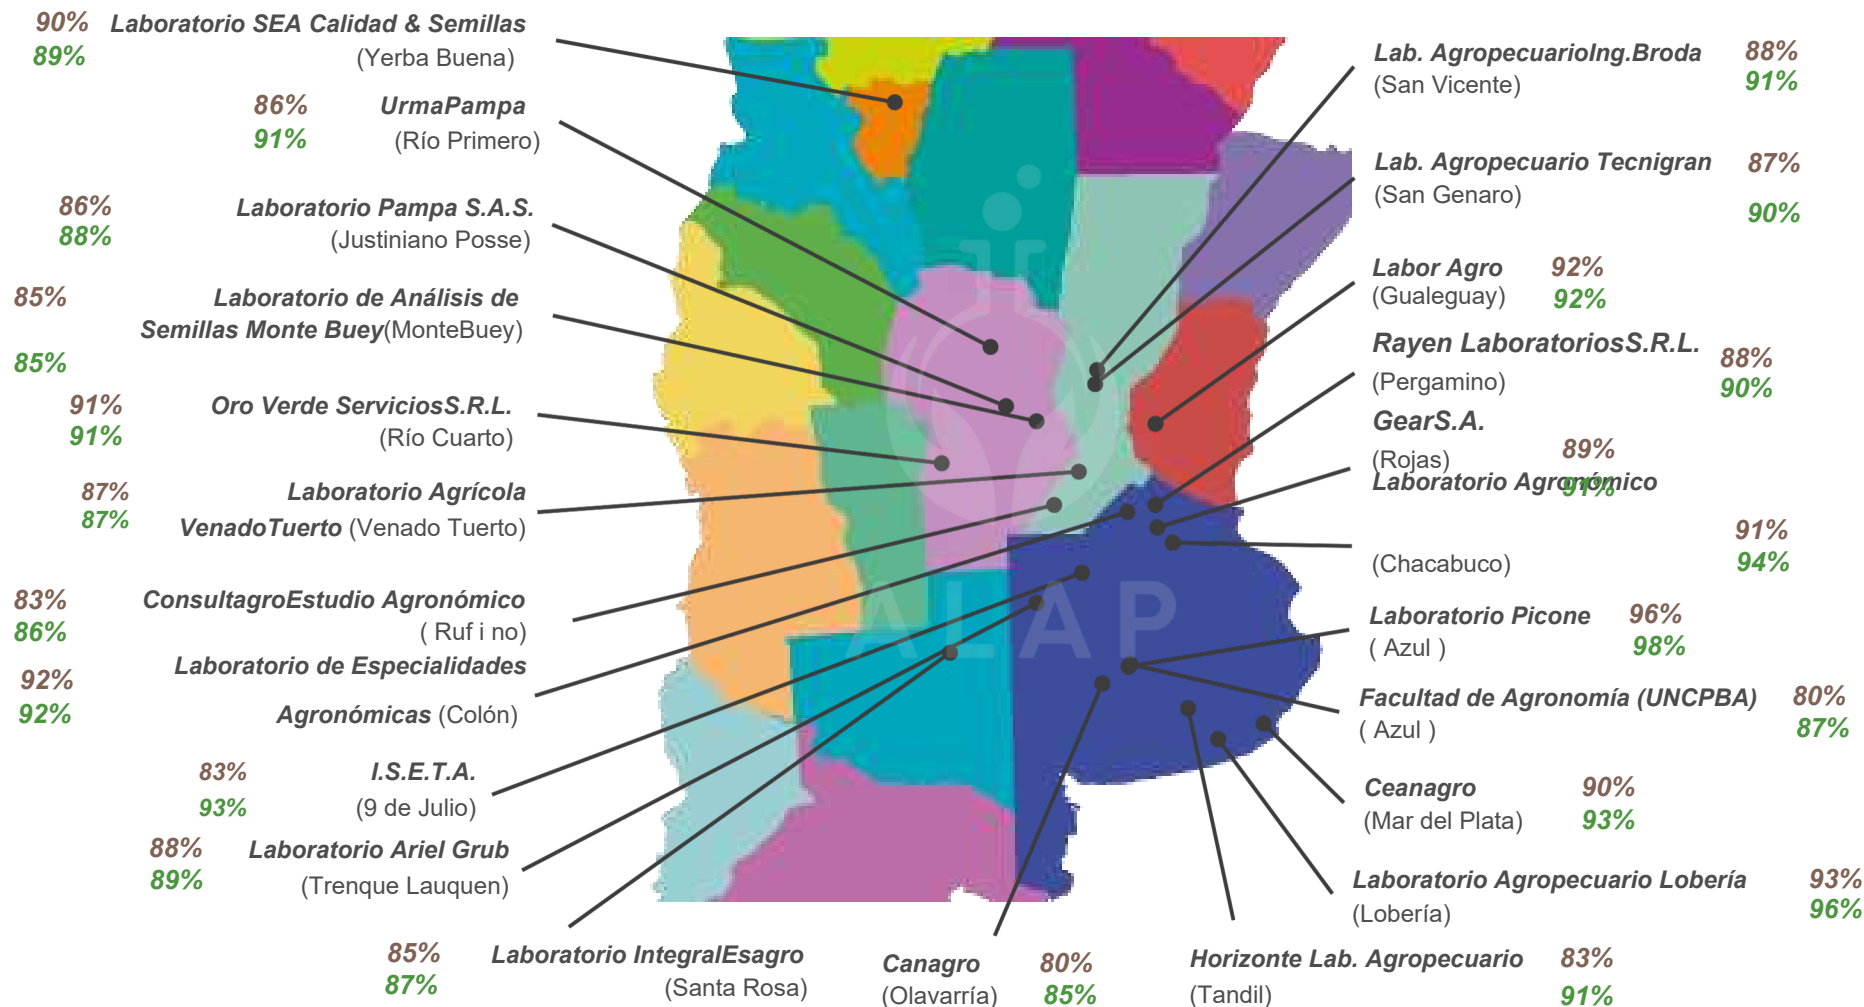 90% Laboratorio SEA Calidad & Semillas
89% (Yerba Buena)
86% UrmaPampa
91% (Río Primero)
86% Laboratorio Pampa S.A.S.
88% (Justiniano Posse)
85% Laboratorio de Análisis de
Semillas Monte Buey(MonteBuey)
85%
91% Oro Verde ServiciosS.R.L.
91% (Río Cuarto)
87% Laboratorio Agrícola
87% VenadoTuerto (Venado Tuerto)
83% ConsultagroEstudio Agronómico
86% ( Ruf i no)
Laboratorio de Especialidades
92%
92% Agronómicas (Colón)
83% I.S.E.T.A.
93% (9 de Julio)
88% Laboratorio Ariel Grub
89% (Trenque Lauquen)
85% Laboratorio IntegralEsagro
87% (Santa Rosa)
Canagro 80%
(Olavarría) 85%
Horizonte Lab. Agropecuario 83%
(Tandil) 91%
Lab. AgropecuarioIng.Broda 88%
(San Vicente) 91%
Lab. Agropecuario Tecnigran 87%
(San Genaro) 90%
Labor Agro 92%
(Gualeguay) 92%
Rayen LaboratoriosS.R.L. 88%
(Pergamino) 90%
GearS.A.
(Rojas) 89%
Laboratorio Agronómico 91%
91%
(Chacabuco) 94%
Laboratorio Picone 96%
( Azul ) 98%
Facultad de Agronomía (UNCPBA) 80%
( Azul ) 87%
Ceanagro 90%
(Mar del Plata) 93%
Laboratorio Agropecuario Lobería 93%
(Lobería) 96%
ALAP